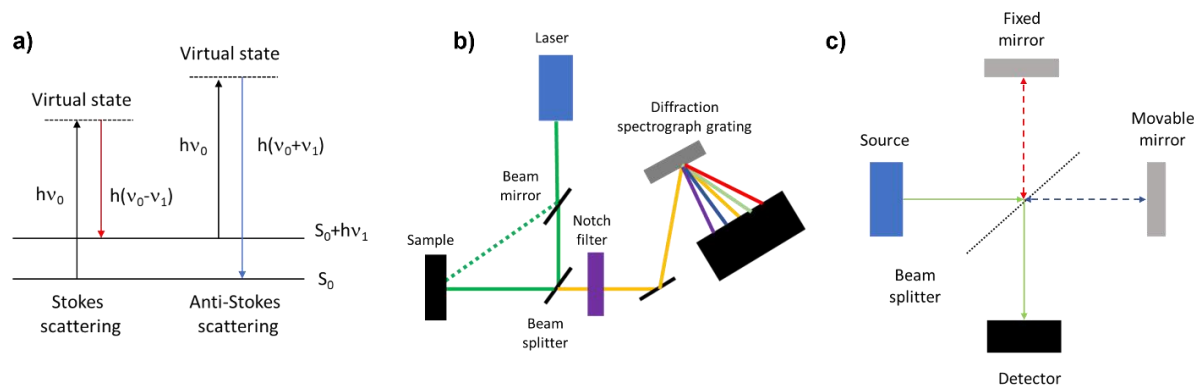 a)
Virtual state
Virtual state
hν₀
h(ν₀-ν₁)
hν₀
h(ν₀+ν₁)
S₀+hν₁
S₀
Stokes
scattering
Anti-Stokes
scattering
b)
Laser
Beam
mirror
Sample
Notch
filter
Beam
splitter
Diffraction
spectrograph grating
c)
Fixed
mirror
Source
Movable
mirror
Beam
splitter
Detector